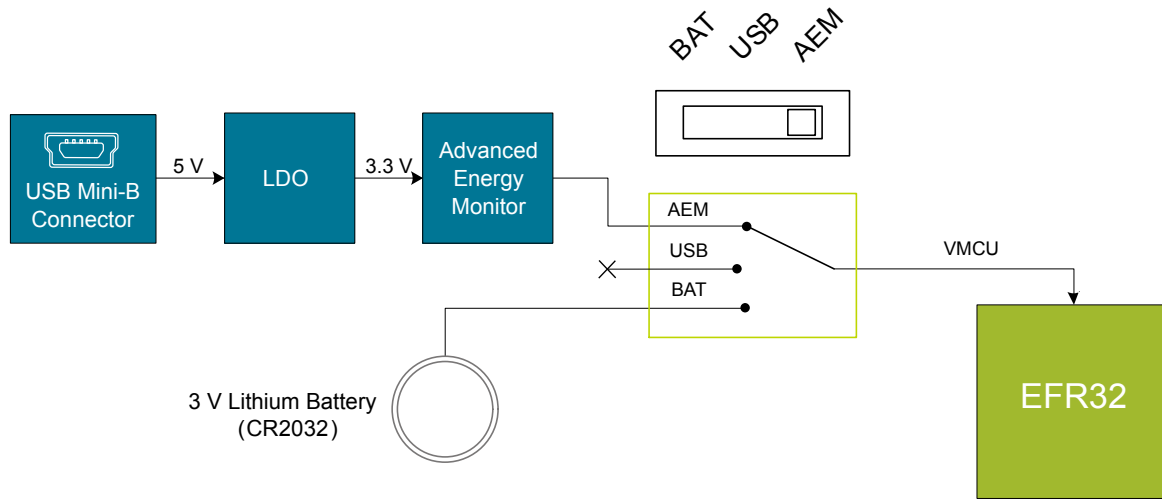 BAT
USB
AEM
USB Mini-B
Connector
5 V
LDO
3.3 V
Advanced
Energy
Monitor
AEM
USB
BAT
VMCU
3 V Lithium Battery
(CR2032)
EFR32